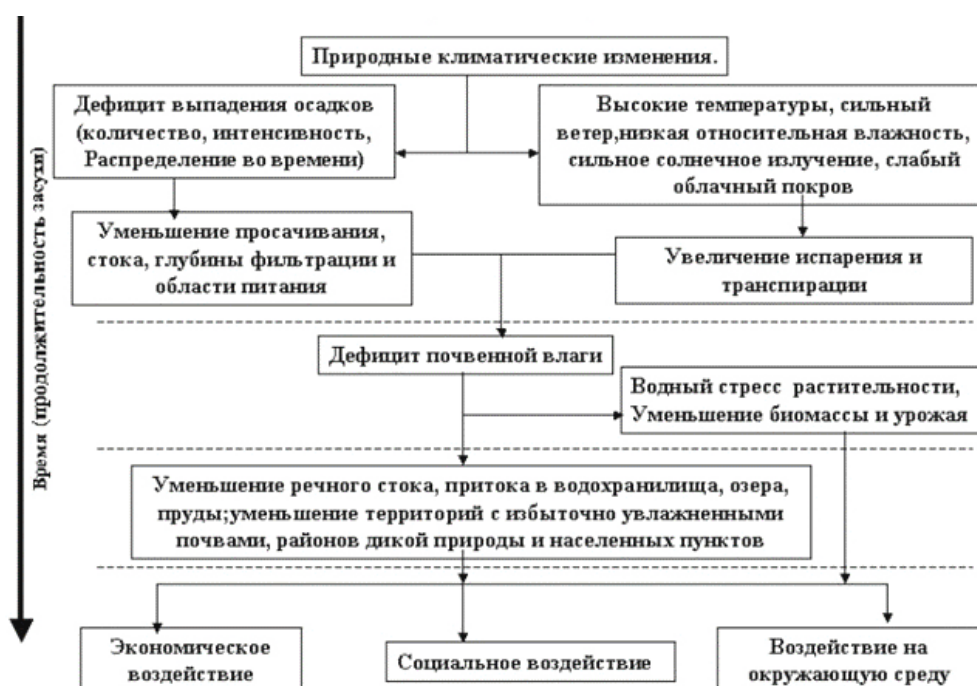 Природные климатические изменения.
Дефицит выпадения осадков
(количество, интенсивность,
Распределение во времени)
Высокие температуры, сильный
ветер,низкая относительная влажность,
сильное солнечное излучение, слабый
облачный покров
Уменьшение просачивания,
стока, глубины фильтрации и
области питания
Увеличение испарения и
транспирации
Дефицит почвенной влаги
Водный стресс растительности,
Уменьшение биомассы и урожая
Уменьшение речного стока, притока в водохранилища, озера,
пруды;уменьшение территорий с избыточно увлажненными
почвами, районов дикой природы и населенных пунктов
Экономическое
воздействие
Социальное воздействие
Воздействие на
окружающую среду
Время (продолжительность засухи)